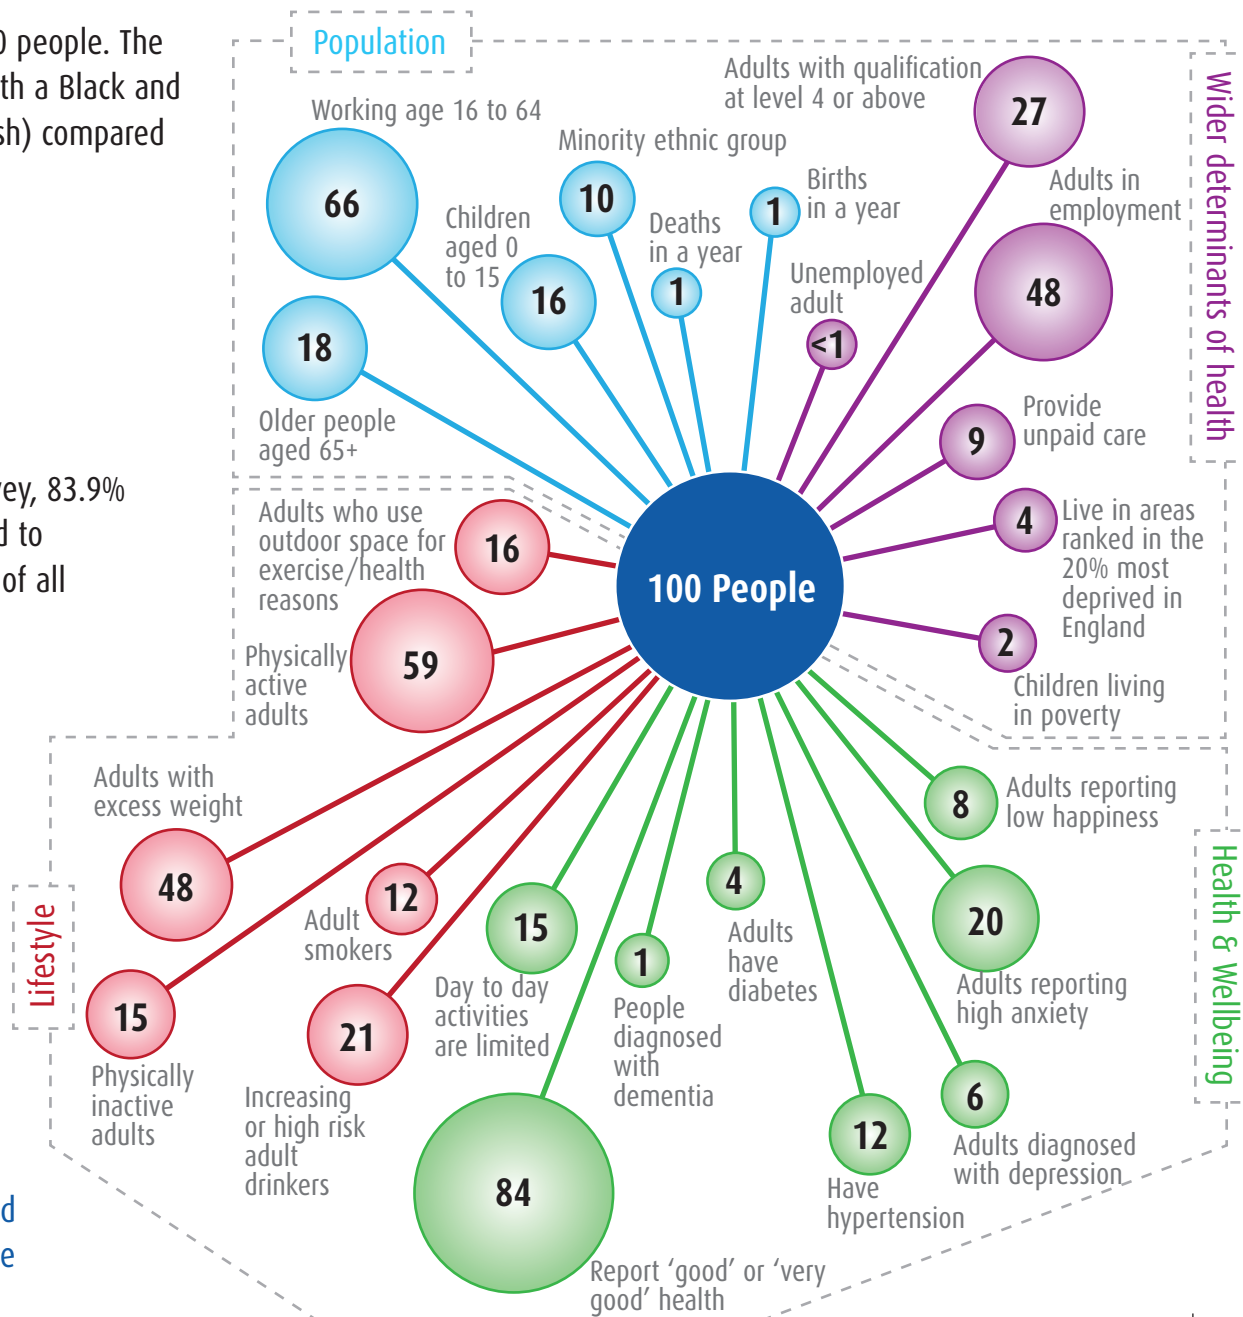 0 people. The
th a Black and
sh) compared
vey, 83.9%
d to
of all
d
e
Population
Working age 16 to 64
66
Children
aged 0
to 15
16
Minority ethnic group
10
Deaths
in a year
1
Births
in a year
1
18
Older people
aged 65+
Wider determinants of health
Adults with qualification
at level 4 or above
27
Adults in
employment
48
Unemployed
adult
<1
Provide
unpaid care
9
4
Live in areas
ranked in the
20% most
deprived in
England
2
Children living
in poverty
100 People
Adults who use
outdoor space for
exercise/health
reasons
16
Physically
active
adults
59
Lifestyle
Adults with
excess weight
48
15
Physically
inactive
adults
12
Adult
smokers
21
Increasing
or high risk
adult
drinkers
Health & Wellbeing
15
Day to day
activities
are limited
84
Report ‘good’ or ‘very
good’ health
1
People
diagnosed
with
dementia
4
Adults
have
diabetes
12
Have
hypertension
6
Adults diagnosed
with depression
20
Adults reporting
high anxiety
8
Adults reporting
low happiness